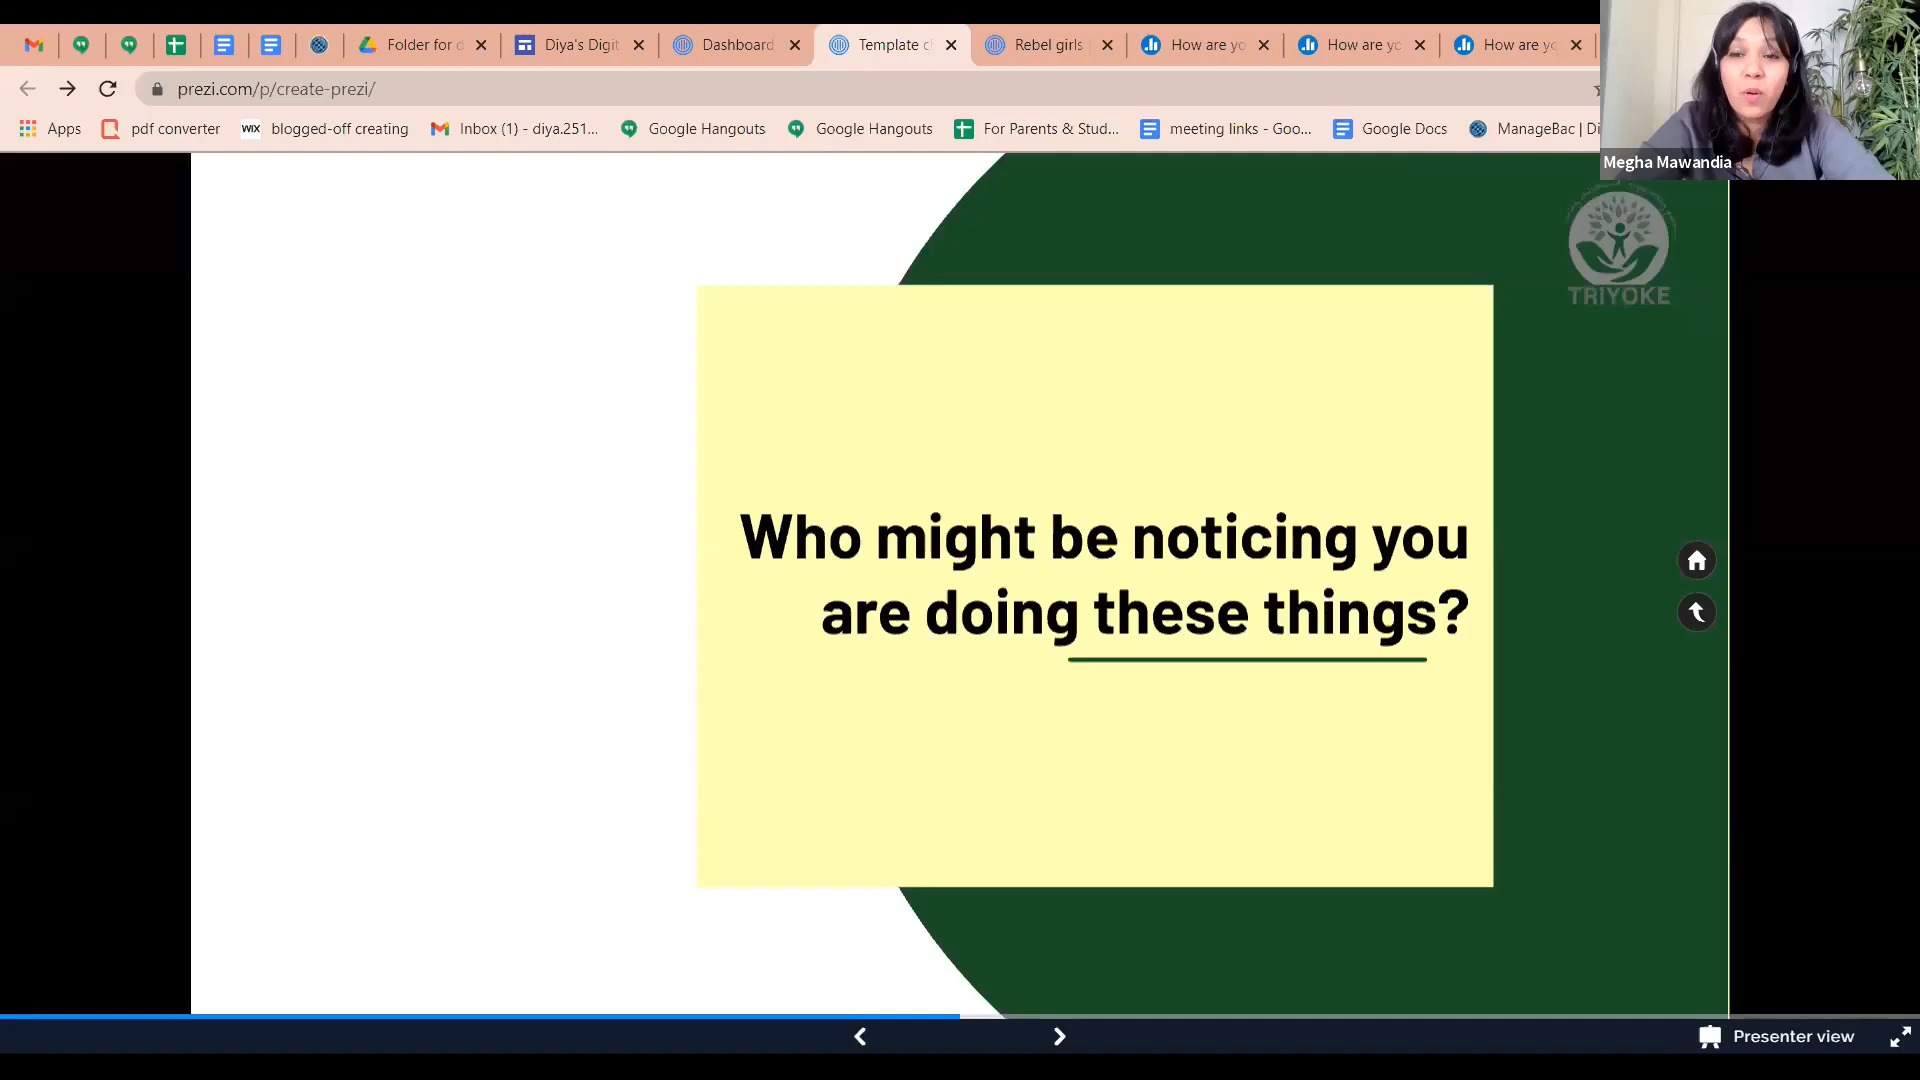 Folder for d
Diya's Digit
Dashboard
Template c
Rebel girls
How are yo
How are yo
How are yo
prezi.com/p/create-prezi/
Apps
pdf converter
WIX
blogged-off creating
Inbox (1) - diya.251...
Google Hangouts
Google Hangouts
For Parents & Stud...
meeting links - Goo...
Google Docs
ManageBac | Di
Megha Mawandia
TRIYOKE
Who might be noticing you
are doing these things?
Presenter view